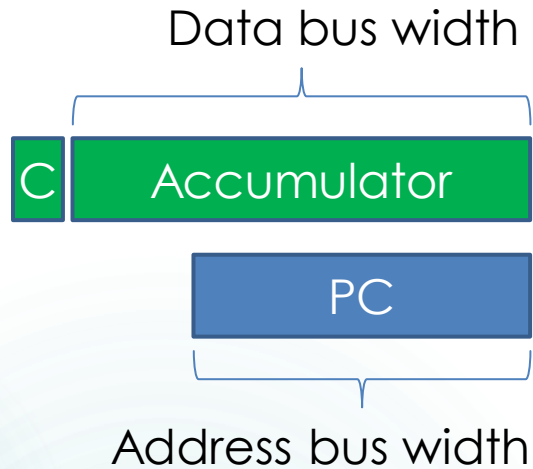 Data bus width
C
Accumulator
PC
Address bus width